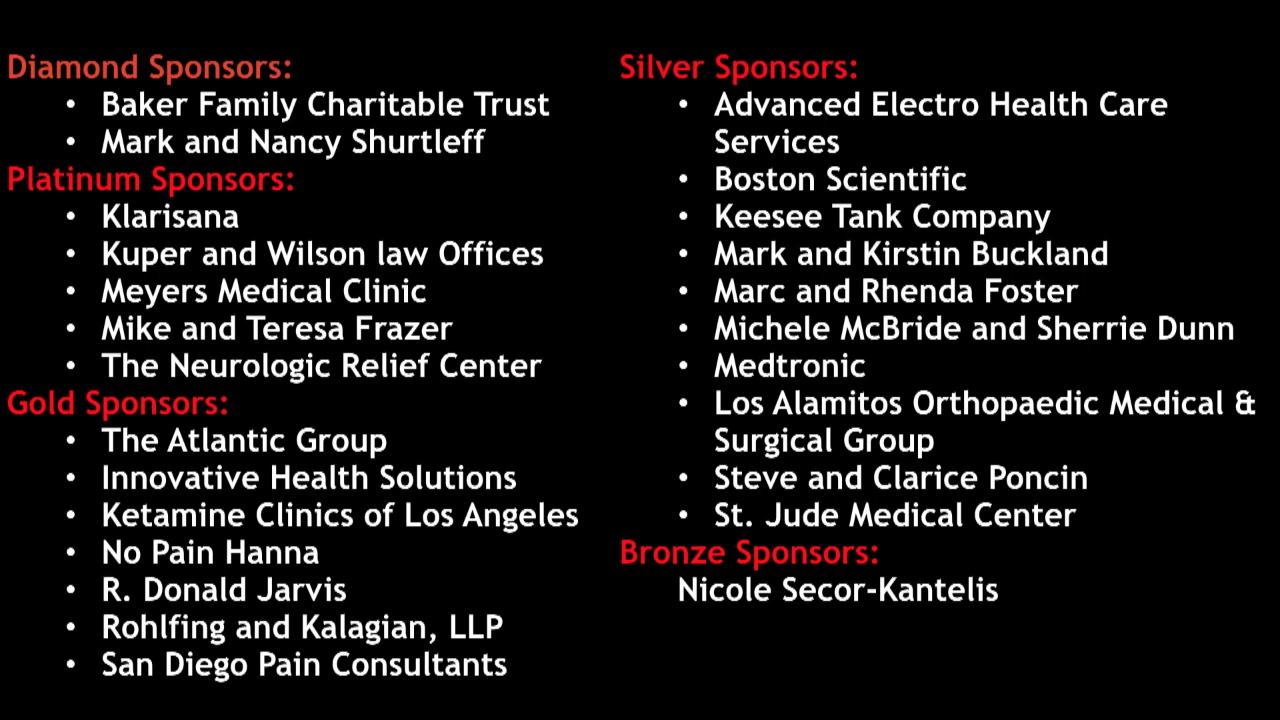 Diamond Sponsors:
• Baker Family Charitable Trust
• Mark and Nancy Shurtleff
Platinum Sponsors:
• Klarisana
• Kuper and Wilson law Offices
• Meyers Medical Clinic
• Mike and Teresa Frazer
• The Neurologic Relief Center
Gold Sponsors:
• The Atlantic Group
• Innovative Health Solutions
• Ketamine Clinics of Los Angeles
• No Pain Hanna
• R. Donald Jarvis
• Rohlfing and Kalagian, LLP
• San Diego Pain Consultants
Silver Sponsors:
• Advanced Electro Health Care
Services
• Boston Scientific
• Keesee Tank Company
• Mark and Kirstin Buckland
• Marc and Rhenda Foster
• Michele McBride and Sherrie Dunn
• Medtronic
• Los Alamitos Orthopaedic Medical &
Surgical Group
• Steve and Clarice Poncin
• St. Jude Medical Center
Bronze Sponsors:
Nicole Secor-Kantelis